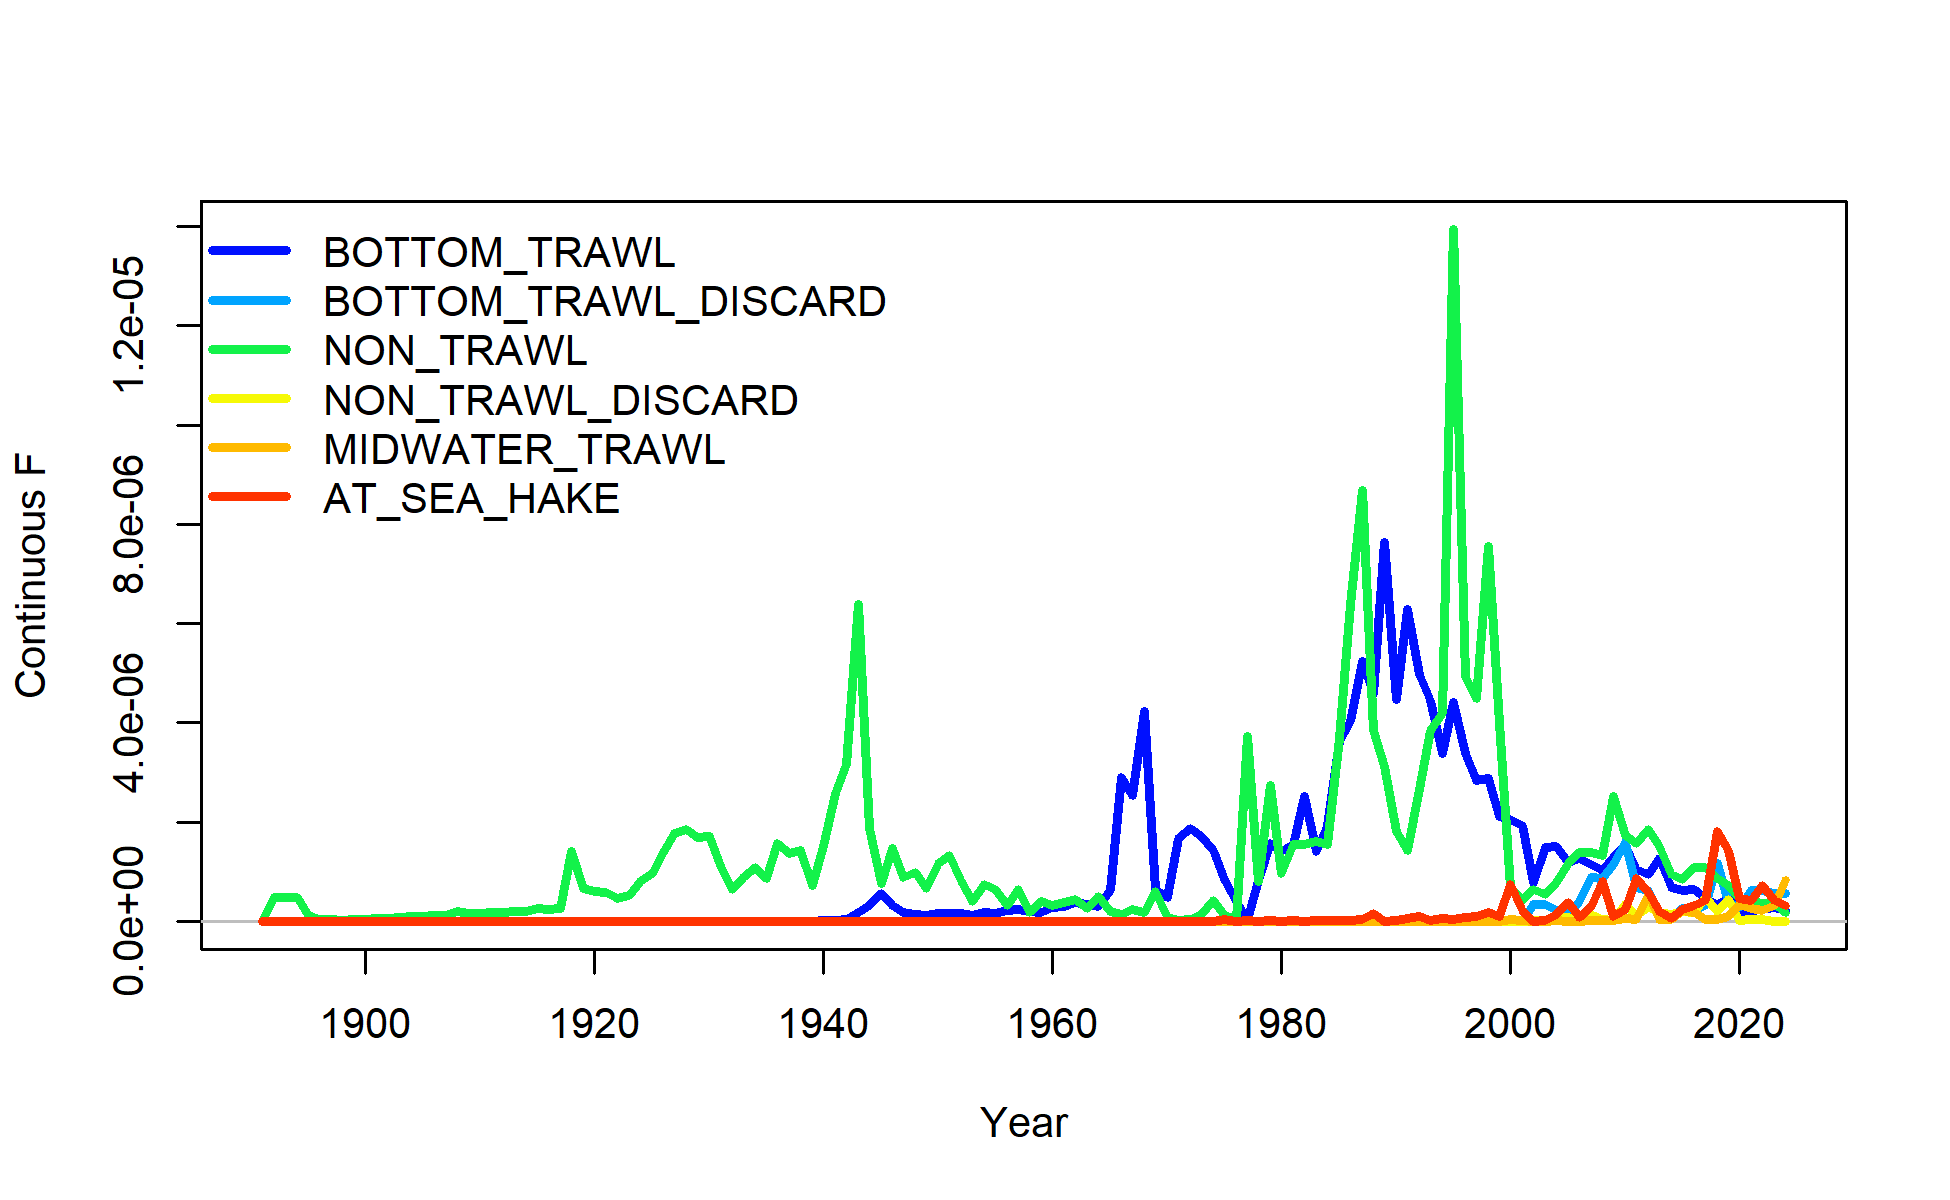 BOTTOM_TRAWL
BOTTOM_TRAWL_DISCARD
NON_TRAWL
NON_TRAWL_DISCARD
MIDWATER_TRAWL
AT_SEA_HAKE
Continuous F
1.2e-05
8.0e-06
4.0e-06
0.0e+00
1900 1920 1940 1960 1980 2000 2020
Year